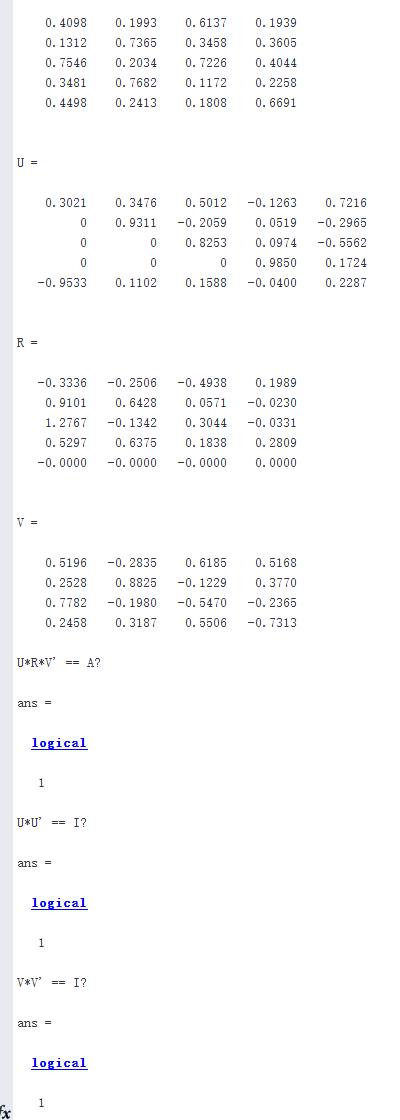 0.4098 0.1993 0.6137 0.1939
0.1312 0.7365 0.3458 0.3605
0.7546 0.2034 0.7226 0.4044
0.3481 0.7682 0.1172 0.2258
0.4498 0.2413 0.1808 0.6691
U =
0.3021 0.3476 0.5012 -0.1263 0.7216
0 0.9311 -0.2059 0.0519 -0.2965
0 0 0.8253 0.0974 -0.5562
0 0 0 0.9850 0.1724
-0.9533 0.1102 0.1588 -0.0400 0.2287
R =
-0.3336 -0.2506 -0.4938 0.1989
0.9101 0.6428 0.0571 -0.0230
1.2767 -0.1342 0.3044 -0.0331
0.5297 0.6375 0.1838 0.2809
-0.0000 -0.0000 -0.0000 0.0000
V =
0.5196 -0.2835 0.6185 0.5168
0.2528 0.8825 -0.1229 0.3770
0.7782 -0.1980 -0.5470 -0.2365
0.2458 0.3187 0.5506 -0.7313
U*R*V' == A?
ans =
logical
1
U*U' == I?
ans =
logical
1
V*V' == I?
ans =
logical
1
fx